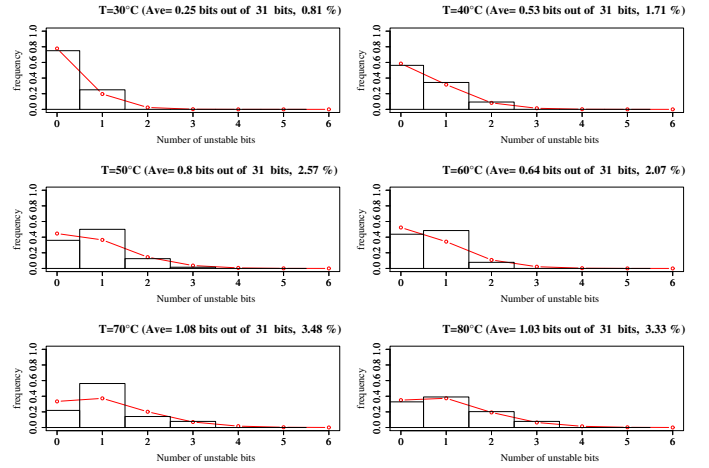 T=30°C (Ave= 0.25 bits out of  31  bits,  0.81 %)
frequency
0.0 0.2 0.4 0.6 0.8 1.0
0 1 2 3 4 5 6
Number of unstable bits
T=40°C (Ave= 0.53 bits out of  31  bits,  1.71 %)
frequency
0.0 0.2 0.4 0.6 0.8 1.0
0 1 2 3 4 5 6
Number of unstable bits
T=50°C (Ave= 0.8 bits out of  31  bits,  2.57 %)
frequency
0.0 0.2 0.4 0.6 0.8 1.0
0 1 2 3 4 5 6
Number of unstable bits
T=60°C (Ave= 0.64 bits out of  31  bits,  2.07 %)
frequency
0.0 0.2 0.4 0.6 0.8 1.0
0 1 2 3 4 5 6
Number of unstable bits
T=70°C (Ave= 1.08 bits out of  31  bits,  3.48 %)
frequency
0.0 0.2 0.4 0.6 0.8 1.0
0 1 2 3 4 5 6
Number of unstable bits
T=80°C (Ave= 1.03 bits out of  31  bits,  3.33 %)
frequency
0.0 0.2 0.4 0.6 0.8 1.0
0 1 2 3 4 5 6
Number of unstable bits